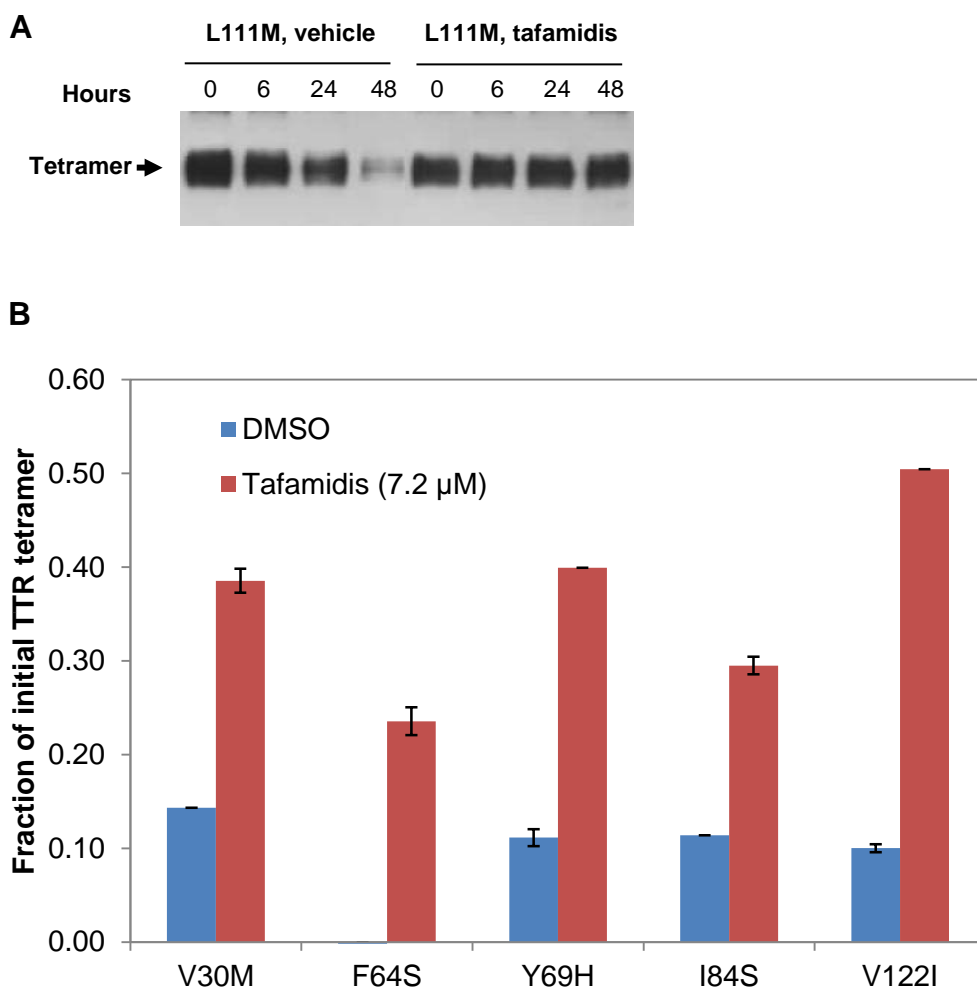 A
L111M, vehicle L111M, tafamidis
Hours 0 6 24 48 0 6 24 48
Tetramer
B
Fraction of initial TTR tetramer
0.60
DMSO
0.50
Tafamidis (7.2 µM)
0.40
0.30
0.20
0.10
0.00
V30M F64S Y69H I84S V122I